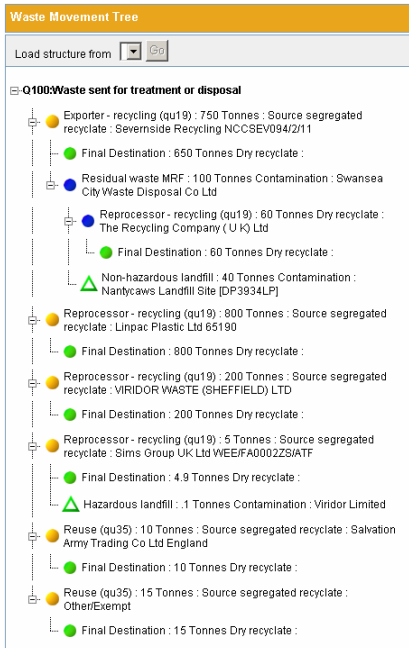 Waste Movement Tree
Load structure from Go
Q100:Waste sent for treatment or disposal
Exporter - recycling (qu19) : 750 Tonnes : Source segregated
recyclate : Severnside Recycling NCCSEV094/2/11
Final Destination : 650 Tonnes Dry recyclate :
Residual waste MRF : 100 Tonnes Contamination : Swansea
City Waste Disposal Co Ltd
Reprocessor - recycling (qu19) : 60 Tonnes Dry recyclate :
The Recycling Company ( U K) Ltd
Final Destination : 60 Tonnes Dry recyclate :
Non-hazardous landfill : 40 Tonnes Contamination :
Nantycaws Landfill Site [DP3934LP]
Reprocessor - recycling (qu19) : 800 Tonnes : Source segregated
recyclate : Linpac Plastic Ltd 65190
Final Destination : 800 Tonnes Dry recyclate :
Reprocessor - recycling (qu19) : 200 Tonnes : Source segregated
recyclate : VIRIDOR WASTE (SHEFFIELD) LTD
Final Destination : 200 Tonnes Dry recyclate :
Reprocessor - recycling (qu19) : 5 Tonnes : Source segregated
recyclate : Sims Group UK Ltd WEE/FA0002ZS/ATF
Final Destination : 4.9 Tonnes Dry recyclate :
Hazardous landfill : .1 Tonnes Contamination : Viridor Limited
Reuse (qu35) : 10 Tonnes : Source segregated recyclate : Salvation
Army Trading Co Ltd England
Final Destination : 10 Tonnes Dry recyclate :
Reuse (qu35) : 15 Tonnes : Source segregated recyclate :
Other/Exempt
Final Destination : 15 Tonnes Dry recyclate :